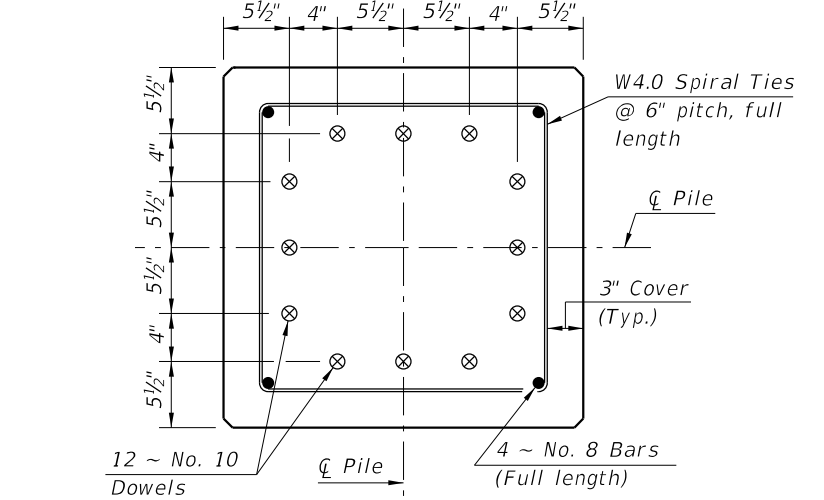 5½" 4" 5½" 5½" 4" 5½"
5½"
4"
5½"
5½"
4"
5½"
W4.0 Spiral Ties
@ 6" pitch, full
length
℄ Pile
3" Cover
(Typ.)
12 ~ No. 10
Dowels
℄ Pile
4 ~ No. 8 Bars
(Full length)